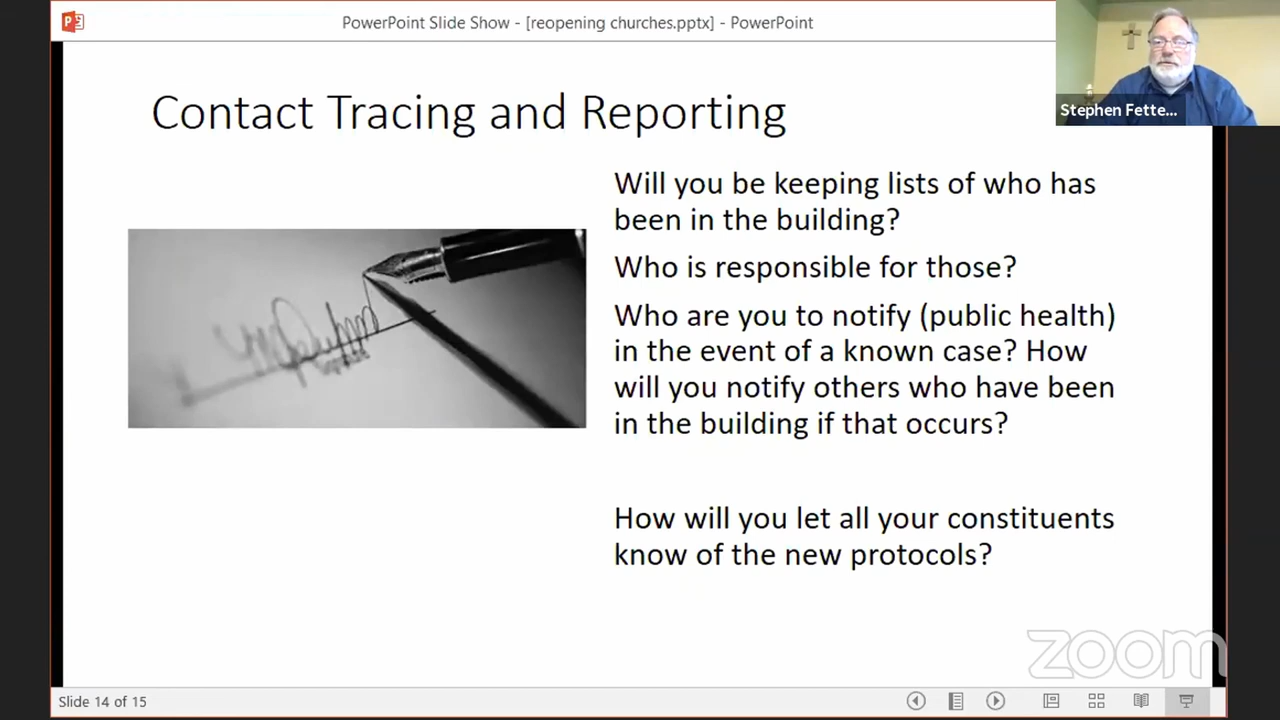 PowerPoint Slide Show - [reopening churches.pptx] - PowerPoint
Stephen Fette...
Contact Tracing and Reporting
Will you be keeping lists of who has
been in the building?
Who is responsible for those?
Who are you to notify (public health)
in the event of a known case? How
will you notify others who have been
in the building if that occurs?
How will you let all your constituents
know of the new protocols?
zoom
Slide 14 of 15